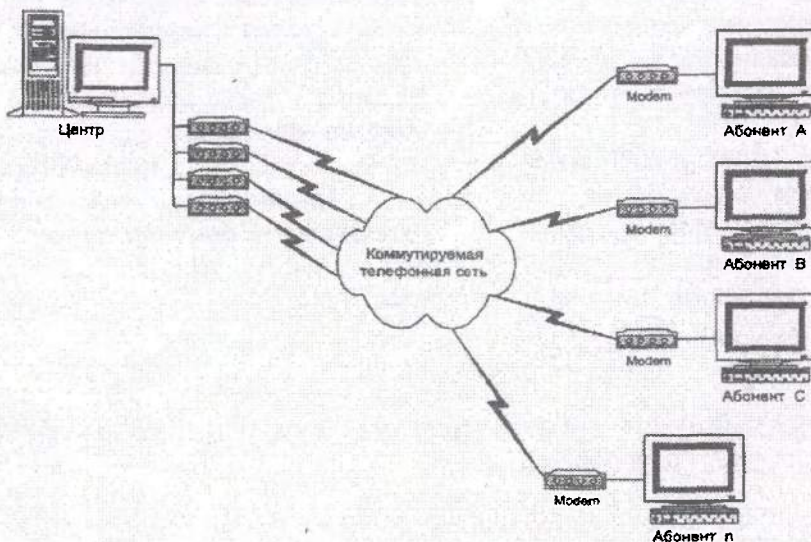 Центр
Modem
Абонент A
Modem
Абонент B
Коммутируемая
телефонная сеть
Modem
Абонент C
Modem
Абонент n